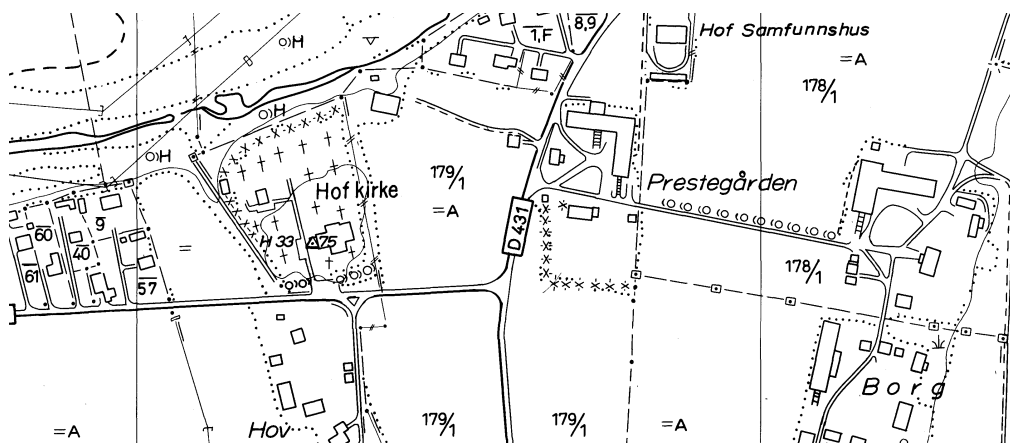 1,F
8,9
Hof Samfunnshus
H
=A
178/1
H
H
179/1
=A
Hof kirke
Prestegården
60
40
9
=
H 33
75
D 431
61
57
178/1
Borg
Hov
=A
179/1
179/1
=A